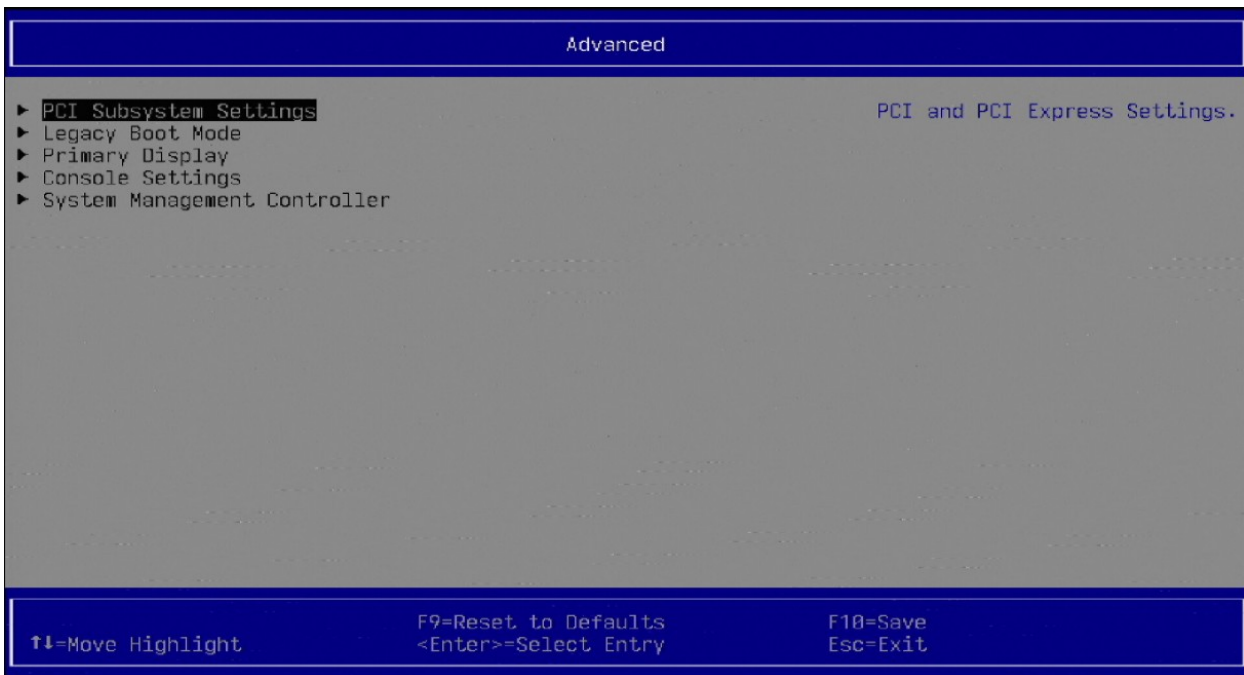 Advanced
► PCI Subsystem Settings
PCI and PCI Express Settings.
► Legacy Boot Mode
► Primary Display
► Console Settings
► System Management Controller
F9=Reset to Defaults
F10=Save
↑↓=Move Highlight
<Enter>=Select Entry
Esc=Exit